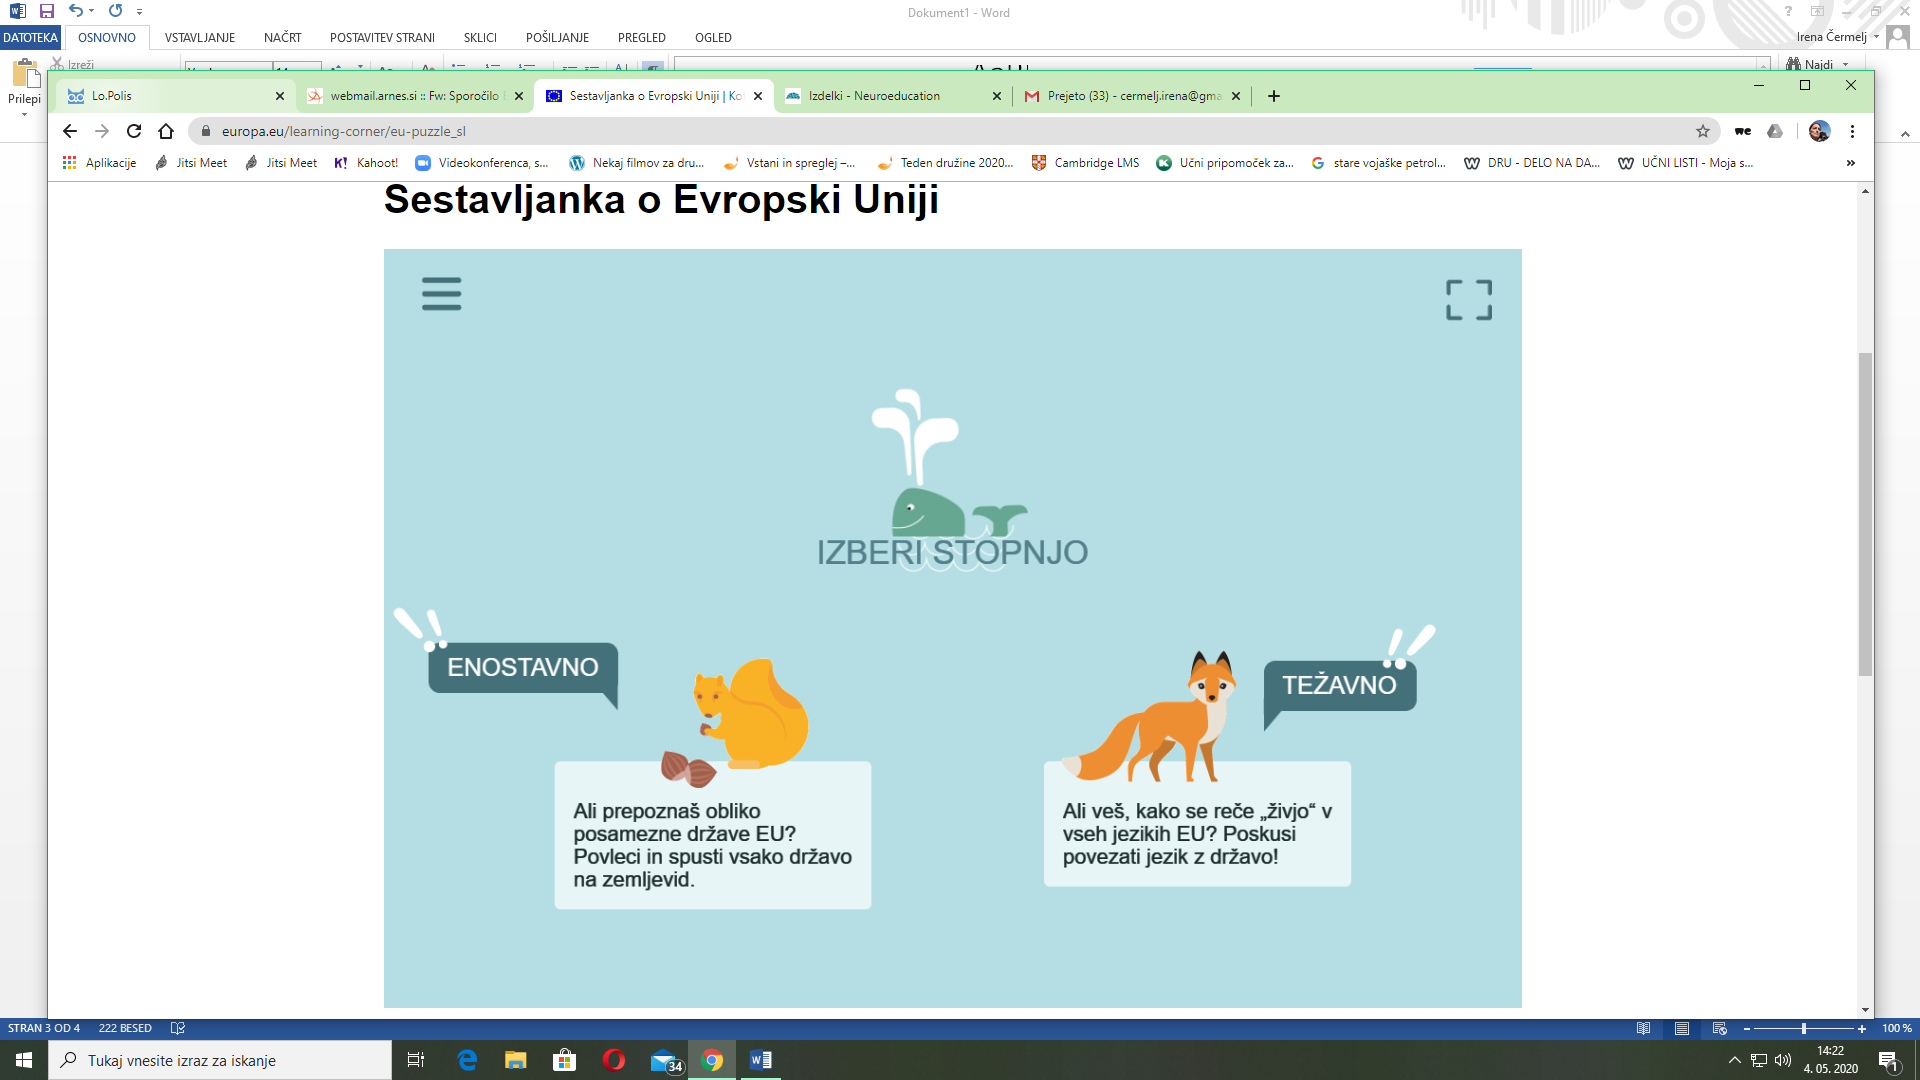 Dokument1 - Word
DATOTEKA OSNOVNO VSTAVLJANJE NAČRT POSTAVITEV STRANI SKLICI POŠILJANJE PREGLED OGLED
Irena Čermelj
Prilepi
Izreži
Najdi
Lo.Polis
webmail.arnes.si :: Fw: Sporočilo
Sestavljanka o Evropski Uniji | Ko
Izdelki - Neuroeducation
Prejeto (33) - cermelj.irena@gma
europa.eu/learning-corner/eu-puzzle_sl
Aplikacije
Jitsi Meet
Jitsi Meet
K! Kahoot!
Videokonferenca, s...
Nekaj filmov za dru...
Vstani in spreglej –...
Teden družine 2020...
Cambridge LMS
Učni pripomoček za...
stare vojaške petrol...
DRU - DELO NA DA...
UČNI LISTI - Moja s...
Sestavljanka o Evropski Uniji
IZBERI STOPNJO
ENOSTAVNO
Ali prepoznaš obliko
posamezne države EU?
Povleci in spusti vsako državo
na zemljevid.
TEŽAVNO
Ali veš, kako se reče „živjo“ v
vseh jezikih EU? Poskusi
povezati jezik z državo!
STRAN 3 OD 4 222 BESED
100 %
Tukaj vnesite izraz za iskanje
34
14:22
4. 05. 2020
1